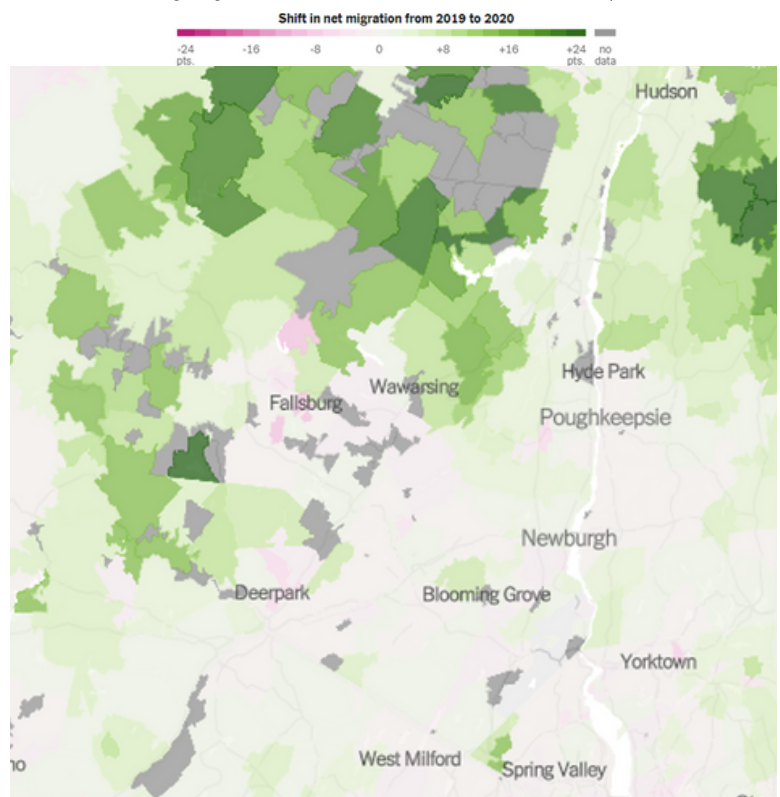 Shift in net migration from 2019 to 2020
-24 pts.
-16
-8
0
+8
+16
+24 pts.
no data
Hudson
Hyde Park
Wawarsing
Fallsburg
Poughkeepsie
Newburgh
Deerpark
Blooming Grove
Yorktown
West Milford
Spring Valley